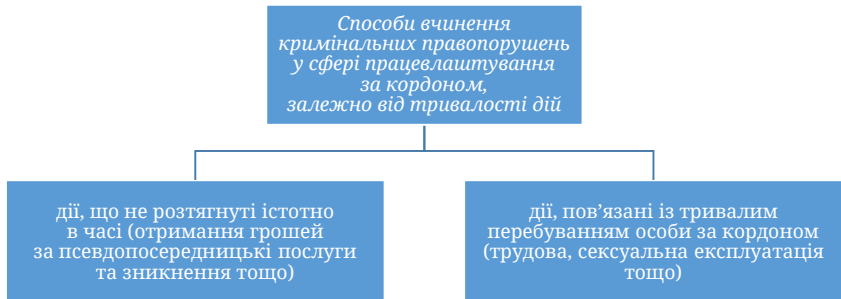 Способи вчинення
кримінальних правопорушень
у сфері працевлаштування
за кордоном,
залежно від тривалості дій
дії, що не розтягнуті істотно
в часі (отримання грошей
за псевдопосередницькі послуги
та зникнення тощо)
дії, пов’язані із тривалим
перебуванням особи за кордоном
(трудова, сексуальна експлуатація
тощо)